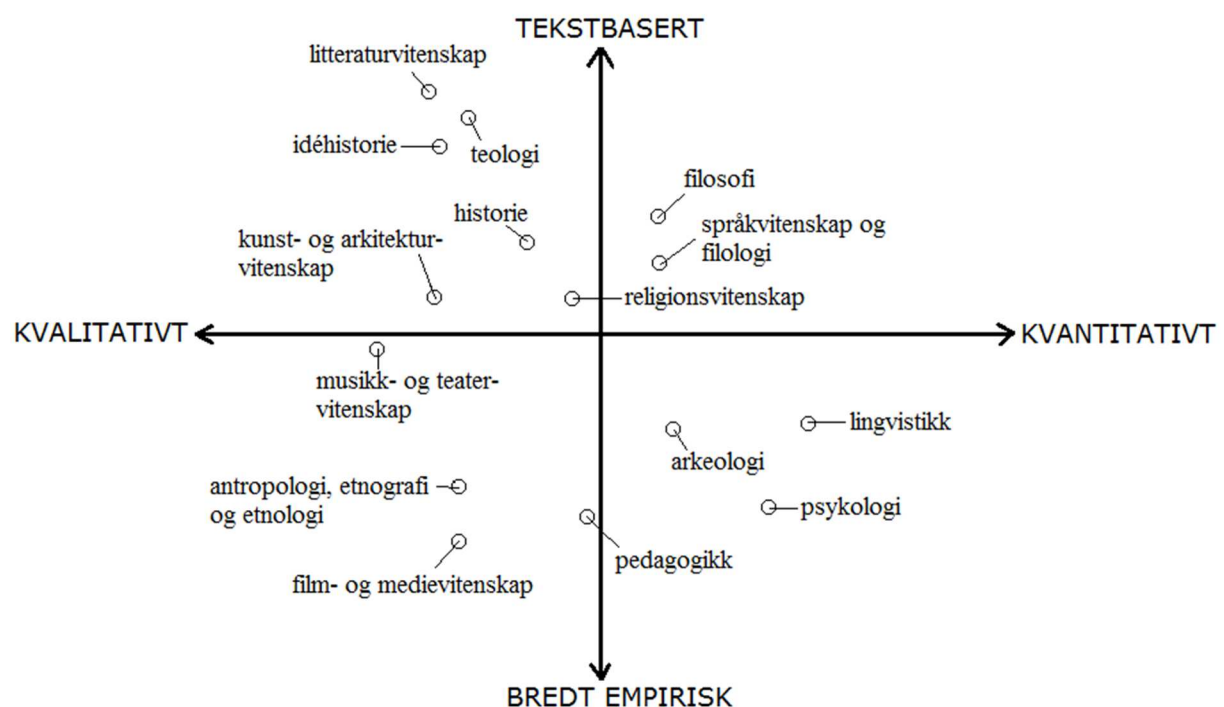 TEKSTBASERT
litteraturvitenskap
idéhistorie
teologi
filosofi
historie
språkvitenskap og
filologi
kunst- og arkitektur-
vitenskap
religionsvitenskap
KVALITATIVT
KVANTITATIVT
musikk- og teater-
vitenskap
lingvistikk
arkeologi
antropologi, etnografi
og etnologi
psykologi
pedagogikk
film- og medievitenskap
BREDT EMPIRISK